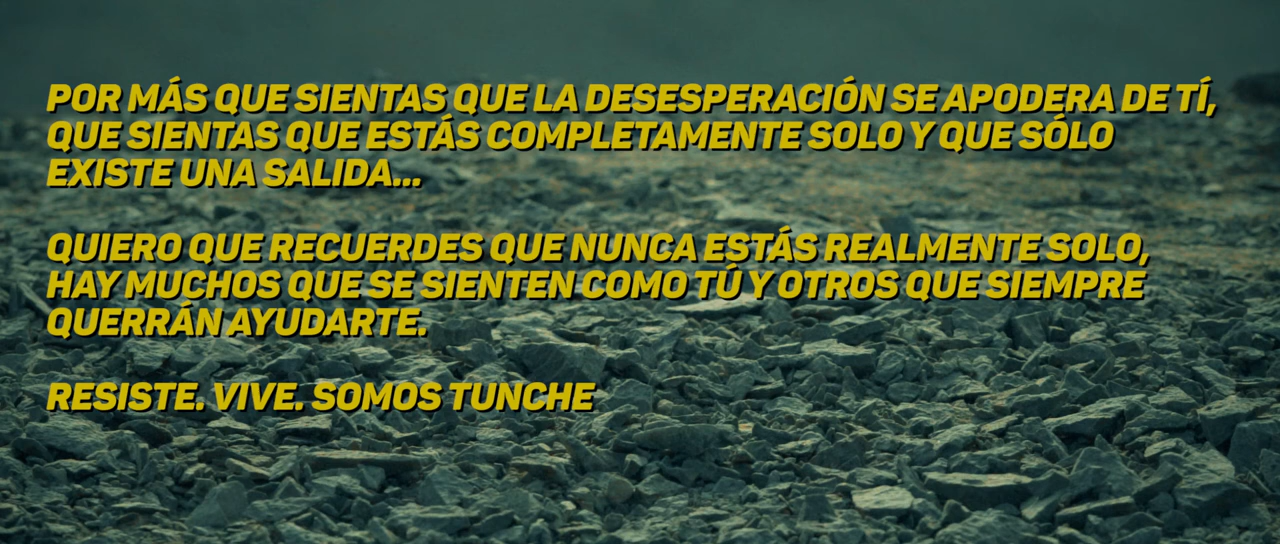 POR MÁS QUE SIENTAS QUE LA DESESPERACIÓN SE APODERA DE TÍ,
QUE SIENTAS QUE ESTÁS COMPLETAMENTE SOLO Y QUE SÓLO
EXISTE UNA SALIDA...
QUIERO QUE RECUERDES QUE NUNCA ESTÁS REALMENTE SOLO,
HAY MUCHOS QUE SE SIENTEN COMO TÚ Y OTROS QUE SIEMPRE
QUERRÁN AYUDARTE.
RESISTE. VIVE. SOMOS TUNCHE